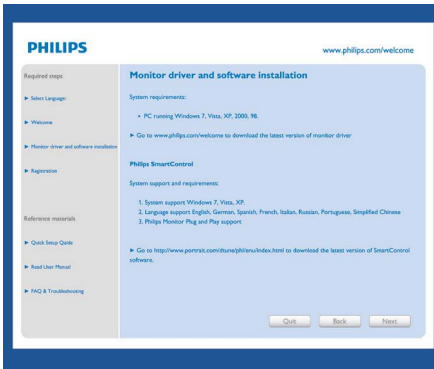 PHILIPS
www.philips.com/welcome
Required steps
► Select Language
► Welcome
► Monitor driver and software installation
► Registration
Reference materials
► Quick Setup Guide
► Read User Manual
► FAQ & Troubleshooting
Monitor driver and software installation
System requirements:
• PC running Windows 7, Vista, XP, 2000, 98.
► Go to www.philips.com/welcome to download the latest version of monitor driver
Philips SmartControl
System support and requirements:
1. System support Windows 7, Vista, XP.
2. Language support English, German, Spanish, French, Italian, Russian, Portuguese, Simplified Chinese
3. Philips Monitor Plug and Play support
► Go to http://www.portrait.com/dtune/phl/enu/index.html to download the latest version of SmartControl
software.
Quit
Back
Next